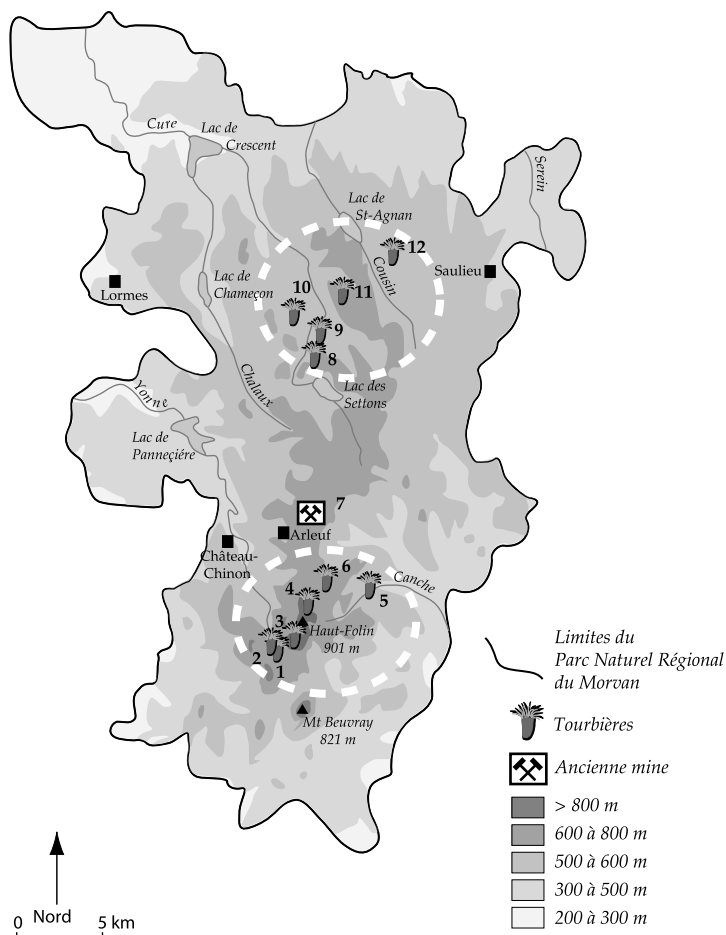 Cure
Lac de
Crescent
Serein
Lac de
St-Agnan
12
Saulieu
Cousin
Lac de
Chameçon
10
11
Lormes
9
8
Chalaux
Lac des
Settons
Yonne
Lac de
Panneçiére
7
Arleuf
Château-
Chinon
6
Canche
4
5
3
Haut-Folin
901 m
2
1
Mt Beuvray
821 m
Limites du
Parc Naturel Régional
du Morvan
Tourbières
Ancienne mine
> 800 m
600 à 800 m
500 à 600 m
300 à 500 m
200 à 300 m
Nord
0 5 km